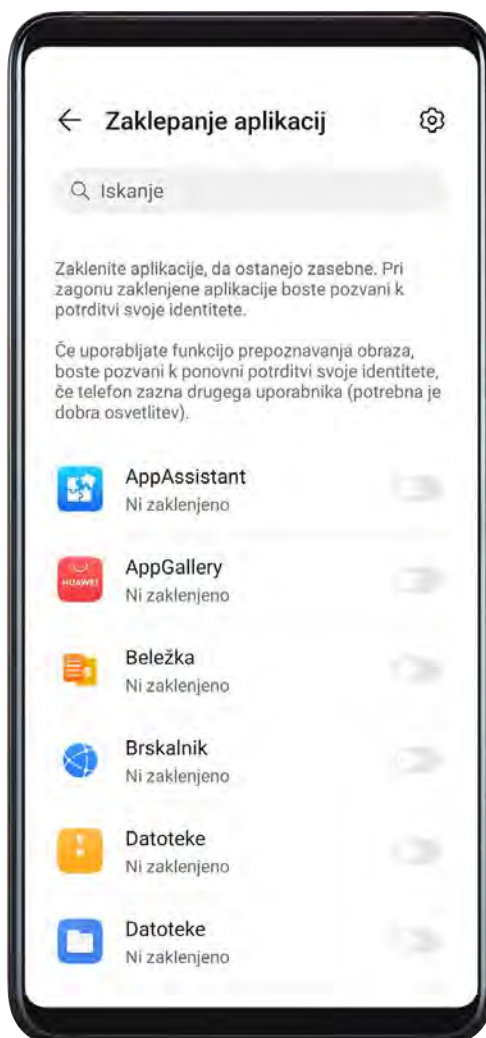 Zaklepanje aplikacij
Iskanje
Zaklenite aplikacije, da ostanejo zasebne. Pri
zagonu zaklenjene aplikacije boste pozvani k
potrditvi svoje identitete.
Če uporabljate funkcijo prepoznavanja obraza,
boste pozvani k ponovni potrditvi svoje identitete,
če telefon zazna drugega uporabnika (potrebna je
dobra osvetlitev).
AppAssistant
Ni zaklenjeno
HUAWEI
AppGallery
Ni zaklenjeno
Beležka
Ni zaklenjeno
Brskalnik
Ni zaklenjeno
Datoteke
Ni zaklenjeno
Datoteke
Ni zaklenjeno